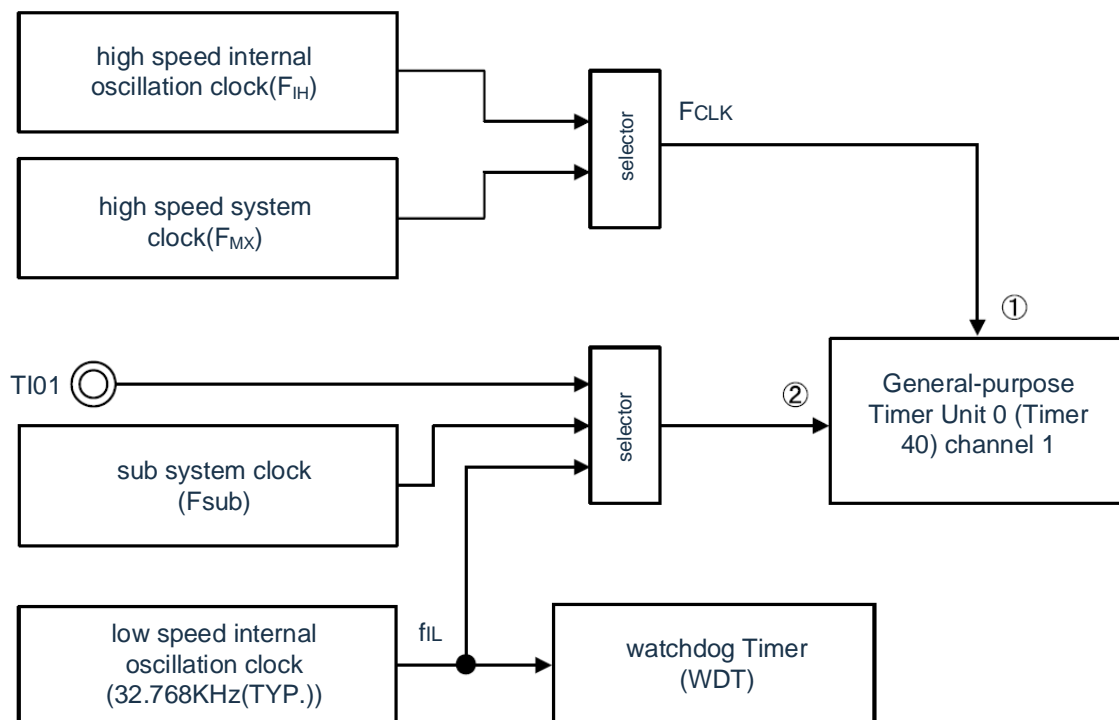 high speed internal
oscillation clock(FIH)
selector
FCLK
high speed system
clock(FMX)
①
TI01
selector
②
General-purpose
Timer Unit 0 (Timer
40) channel 1
sub system clock
(Fsub)
low speed internal
oscillation clock
(32.768KHz(TYP.))
fIL
watchdog Timer
(WDT)